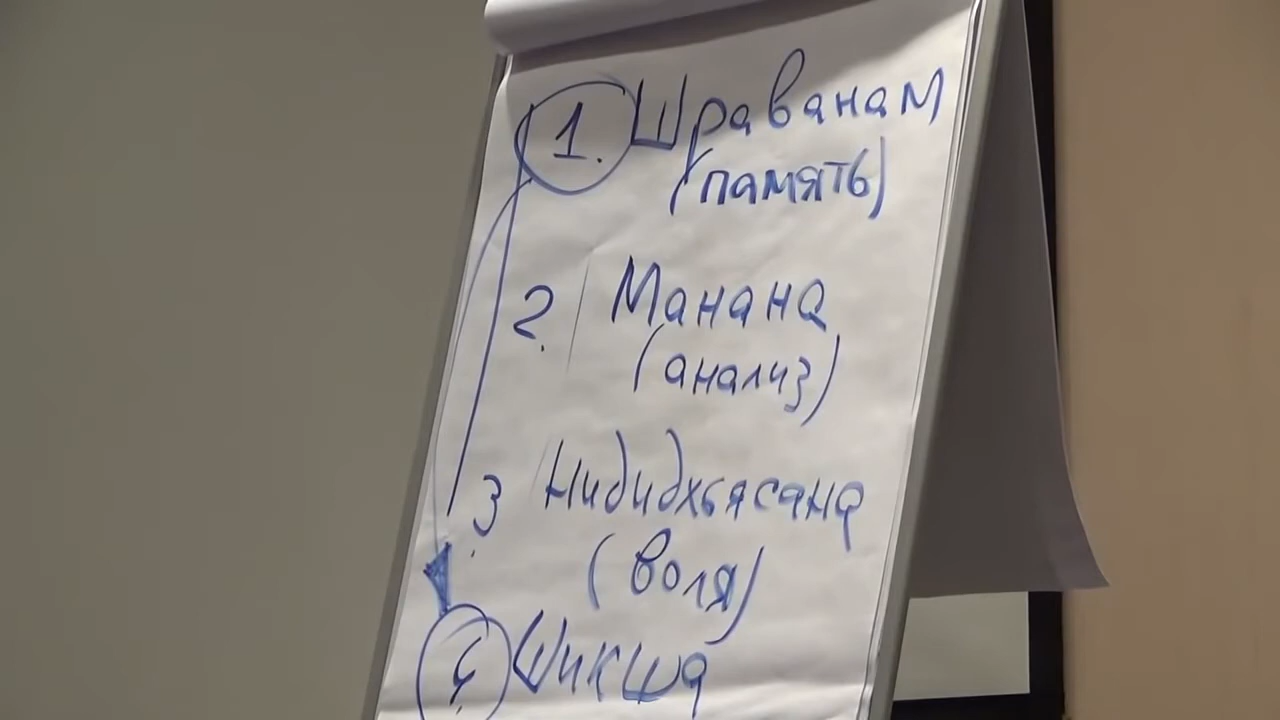 1. Шраванам
(память)
2. Манана
(анализ)
3. Нидидхьясана
(воля)
4. Шикша